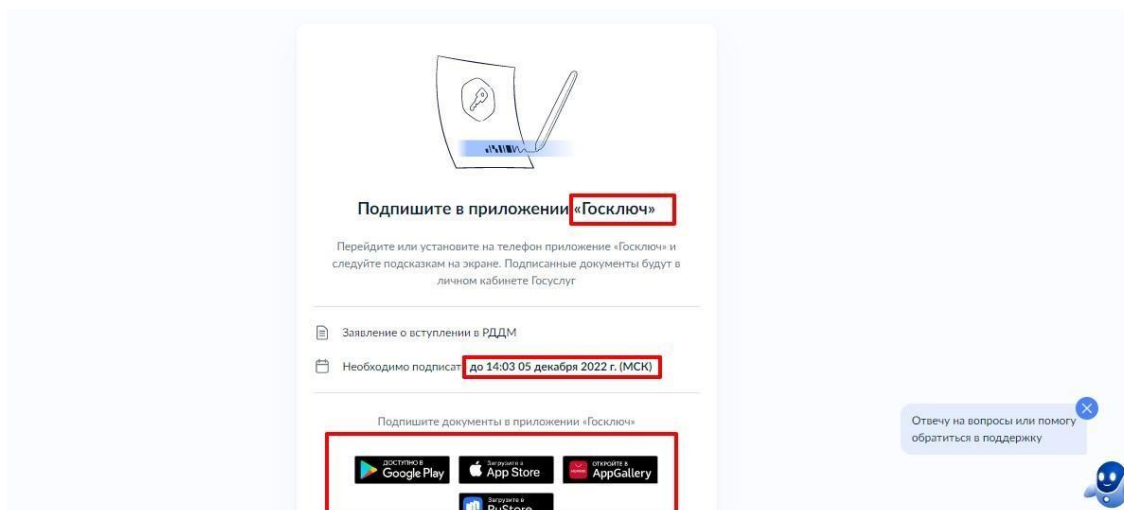 Подпишите в приложении «Госключ»
Перейдите или установите на телефон приложение «Госключ» и
следуйте подсказкам на экране. Подписанные документы будут в
личном кабинете Госуслуг
Заявление о вступлении в РДДМ
Необходимо подписат до 14:03 05 декабря 2022 г. (МСК)
Подпишите документы в приложении «Госключ»
ДОСТУПНО В
Google Play
Загрузите в
App Store
ОТКРОЙТЕ В
AppGallery
Загрузите в
RuStore
Отвечу на вопросы или помогу
обратиться в поддержку